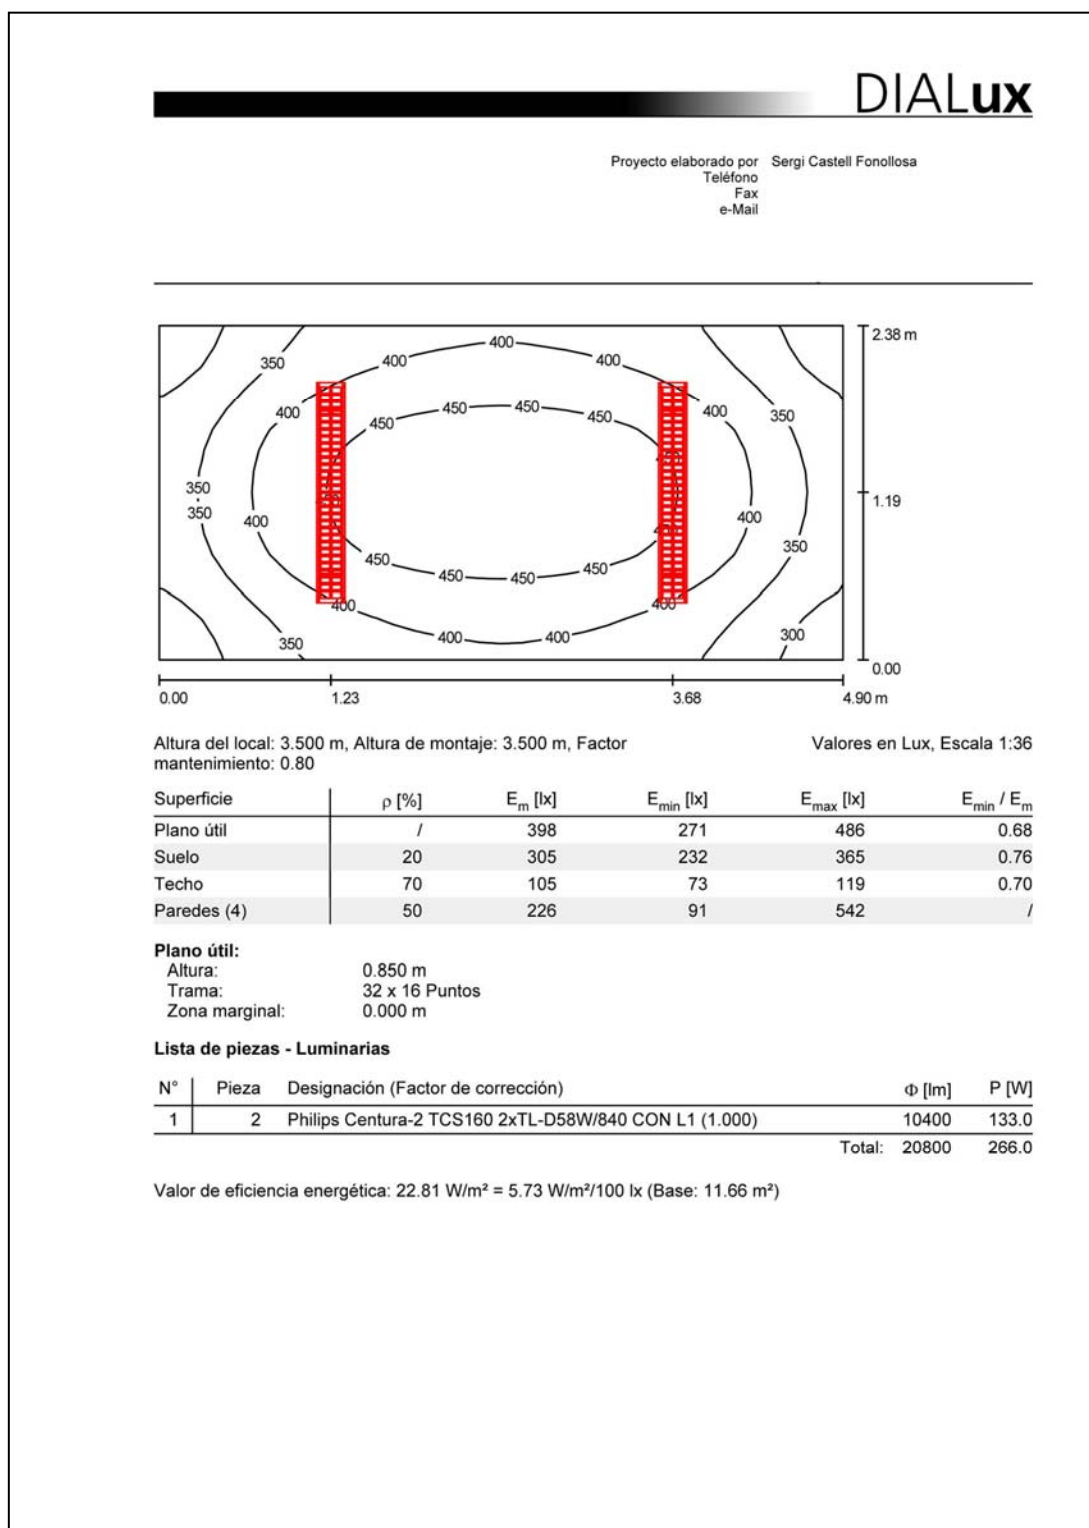 DIALux
Proyecto elaborado por Sergi Castell Fonollosa
Teléfono
Fax
e-Mail
400 2.38 m
350 400 400
400 450 450 450 450 400 350
350 1.19
350 400 400
350
450 450 450 450
400 400
350 400 400 300
0.00
0.00 1.23 3.68 4.90 m
Altura del local: 3.500 m, Altura de montaje: 3.500 m, Factor Valores en Lux, Escala 1:36
mantenimiento: 0.80
Superficie ρ [%] Em [lx] Emin [lx] Emax [lx] Emin / Em
Plano útil / 398 271 486 0.68
Suelo 20 305 232 365 0.76
Techo 70 105 73 119 0.70
Paredes (4) 50 226 91 542 /
Plano útil:
Altura: 0.850 m
Trama: 32 x 16 Puntos
Zona marginal: 0.000 m
Lista de piezas - Luminarias
N° Pieza Designación (Factor de corrección) Φ [lm] P [W]
1 2 Philips Centura-2 TCS160 2xTL-D58W/840 CON L1 (1.000) 10400 133.0
Total: 20800 266.0
Valor de eficiencia energética: 22.81 W/m² = 5.73 W/m²/100 lx (Base: 11.66 m²)